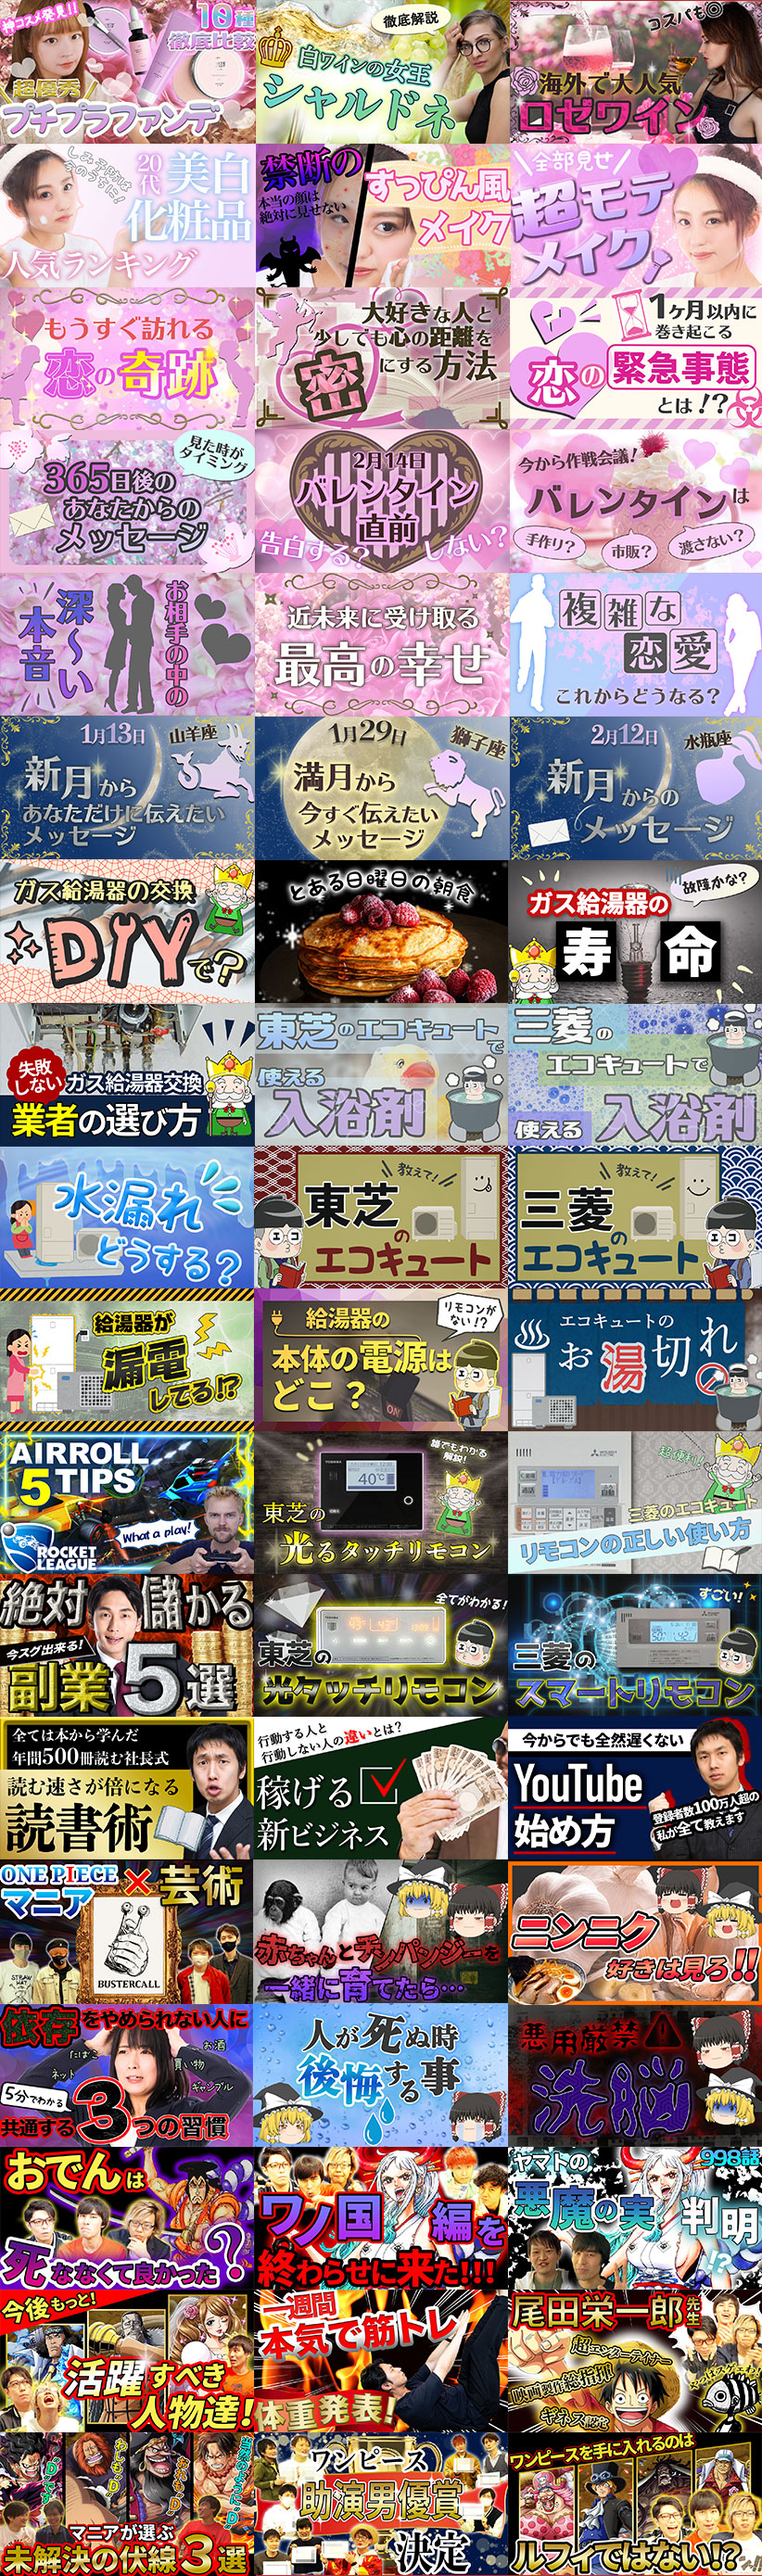 神コスメ発見!!
10種
徹底比較
超優秀
プチプラファンデ
徹底解説
白ワインの女王
シャルドネ
コスパも◎
海外で大人気
ロゼワイン
しみ予防は
今のうちに!
20代
美白
化粧品
人気ランキング
禁断の
本当の顔は
絶対に見せない
すっぴん風
メイク
全部見せ
超モテ
メイク
もうすぐ訪れる
恋の奇跡
大好きな人と
少しでも心の距離を
密にする方法
1ヶ月以内に
巻き起こる
恋の緊急事態
とは!?
見た時が
タイミング
365日後の
あなたからの
メッセージ
2月14日
バレンタイン
直前
告白する?
しない?
今から作戦会議!
バレンタインは
手作り?
市販?
渡さない?
お相手の中の
深〜い
本音
近未来に受け取る
最高の幸せ
複雑な
恋愛
これからどうなる?
1月13日
山羊座
新月から
あなただけに伝えたい
メッセージ
1月29日
獅子座
満月から
今すぐ伝えたい
メッセージ
2月12日
水瓶座
新月からの
メッセージ
ガス給湯器の交換
DIYで?
とある日曜日の朝食
故障かな?
ガス給湯器の
寿命
失敗
しない
ガス給湯器交換
業者の選び方
東芝のエコキュートで
使える
入浴剤
三菱の
エコキュートで
使える
入浴剤
水漏れ
どうする?
教えて!
東芝の
エコキュート
エコ
教えて!
三菱の
エコキュート
エコ
給湯器が
漏電
してる!?
リモコンが
ない!?
給湯器の
本体の電源は
どこ?
ON
エコキュートの
お湯切れ
AIRROLL
5 TIPS
What a play!
ROCKET
LEAGUE
誰でもわかる
解説!
40℃
東芝の
光るタッチリモコン
超便利!
三菱のエコキュート
リモコンの正しい使い方
絶対儲かる
今スグ出来る!
副業5選
全てがわかる!
東芝の
光タッチリモコン
エコ
すごい!
三菱の
スマートリモコン
エコ
全ては本から学んだ
年間500冊読む社長式
読む速さが倍になる
読書術
行動する人と
行動しない人の違いとは?
稼げる
新ビジネス
今からでも全然遅くない
YouTube
始め方
登録者数100万人超の
私が全て教えます
ONE PIECE
マニア
×
芸術
STRAW
BUSTERCALL
赤ちゃんとチンパンジーを
一緒に育てたら…
ニンニク
好きは見ろ!!
依存をやめられない人に
たばこ
お酒
ネット
買い物
ギャンブル
5分でわかる
共通する3つの習慣
人が死ぬ時
後悔する事
悪用厳禁
洗脳
おでんは
死ななくて良かった?
ワノ国編を
終わらせに来た!!!
ヤマトの
998話
悪魔の実
判明
!?
今後もっと!
活躍すべき
人物達!
一週間
本気で筋トレ
体重発表!
尾田栄一郎先生
超エンターテイナー
映画製作総指揮
ギネス認定
やっぱスゲェわ!
"D"です
わしも"D"
おれも"D"
当然のように"D"
マニアが選ぶ
未解決の伏線3選
ワンピース
助演男優賞
決定
ワンピースを手に入れるのは
ルフィではない!?